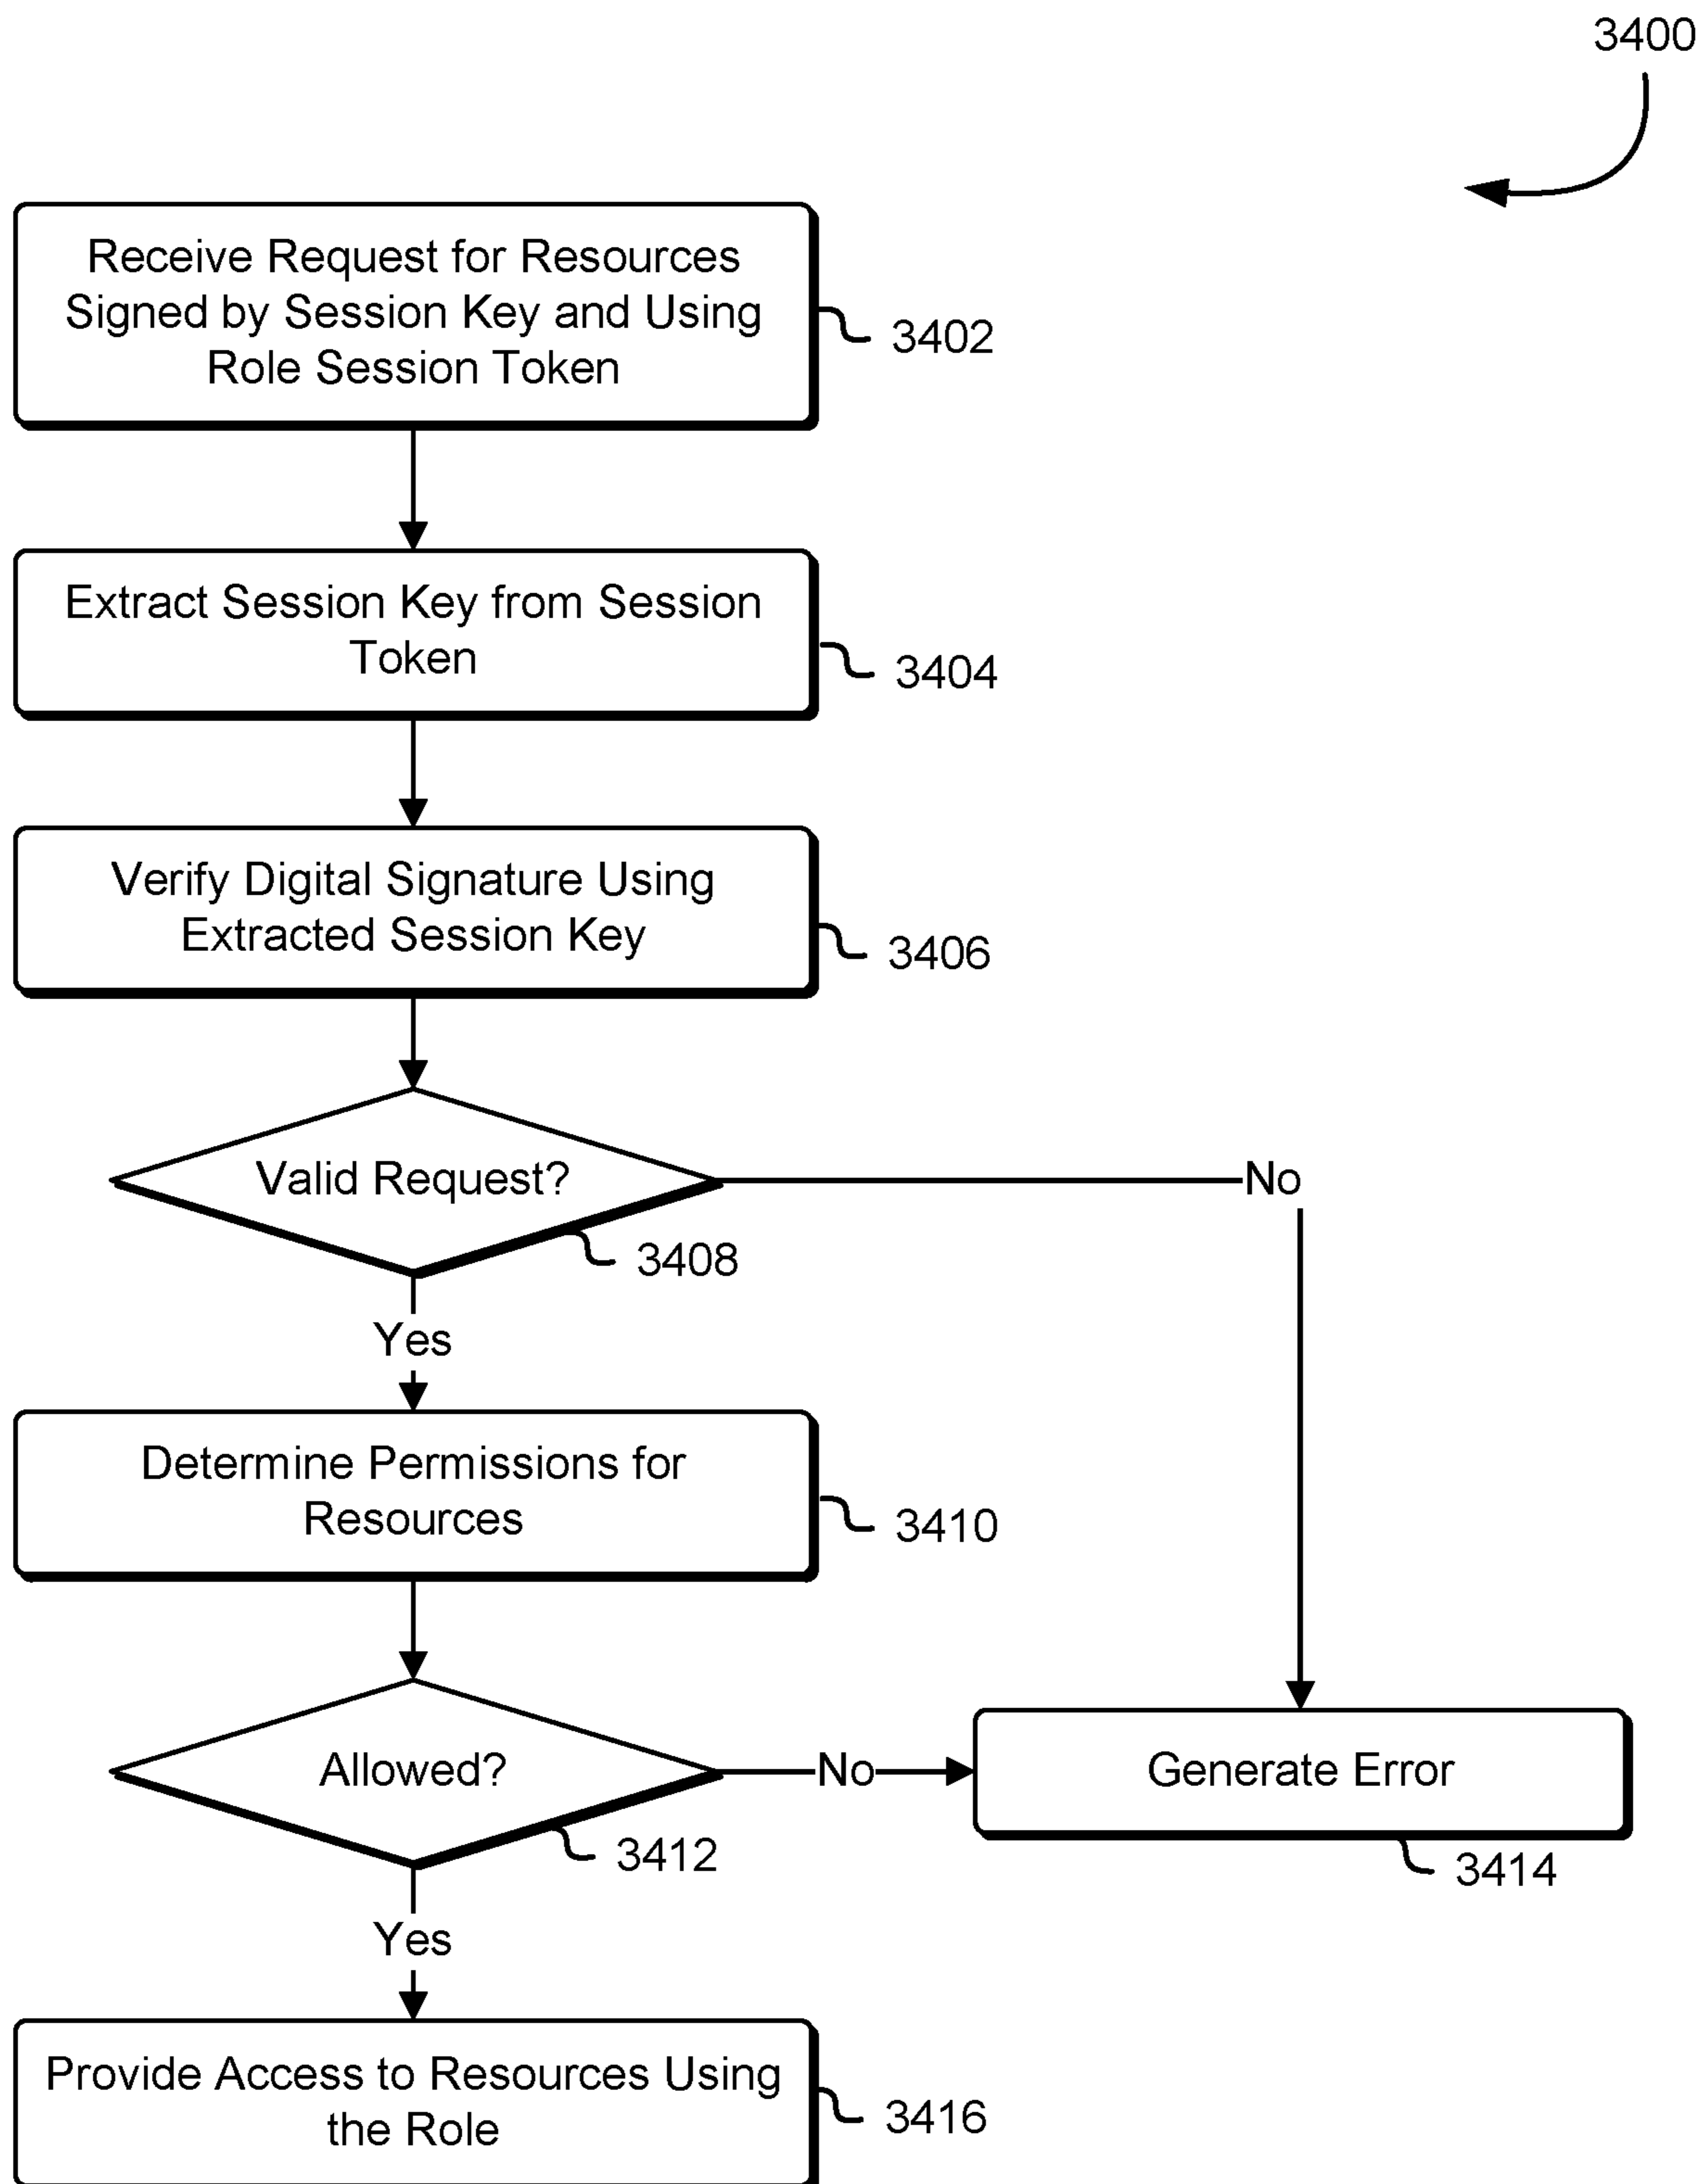 3400
Receive Request for Resources
Signed by Session Key and Using
Role Session Token
3402
Extract Session Key from Session
Token
3404
Verify Digital Signature Using
Extracted Session Key
3406
Valid Request?
No
3408
Yes
Determine Permissions for
Resources
3410
Allowed?
No
Generate Error
3412
3414
Yes
Provide Access to Resources Using
the Role
3416